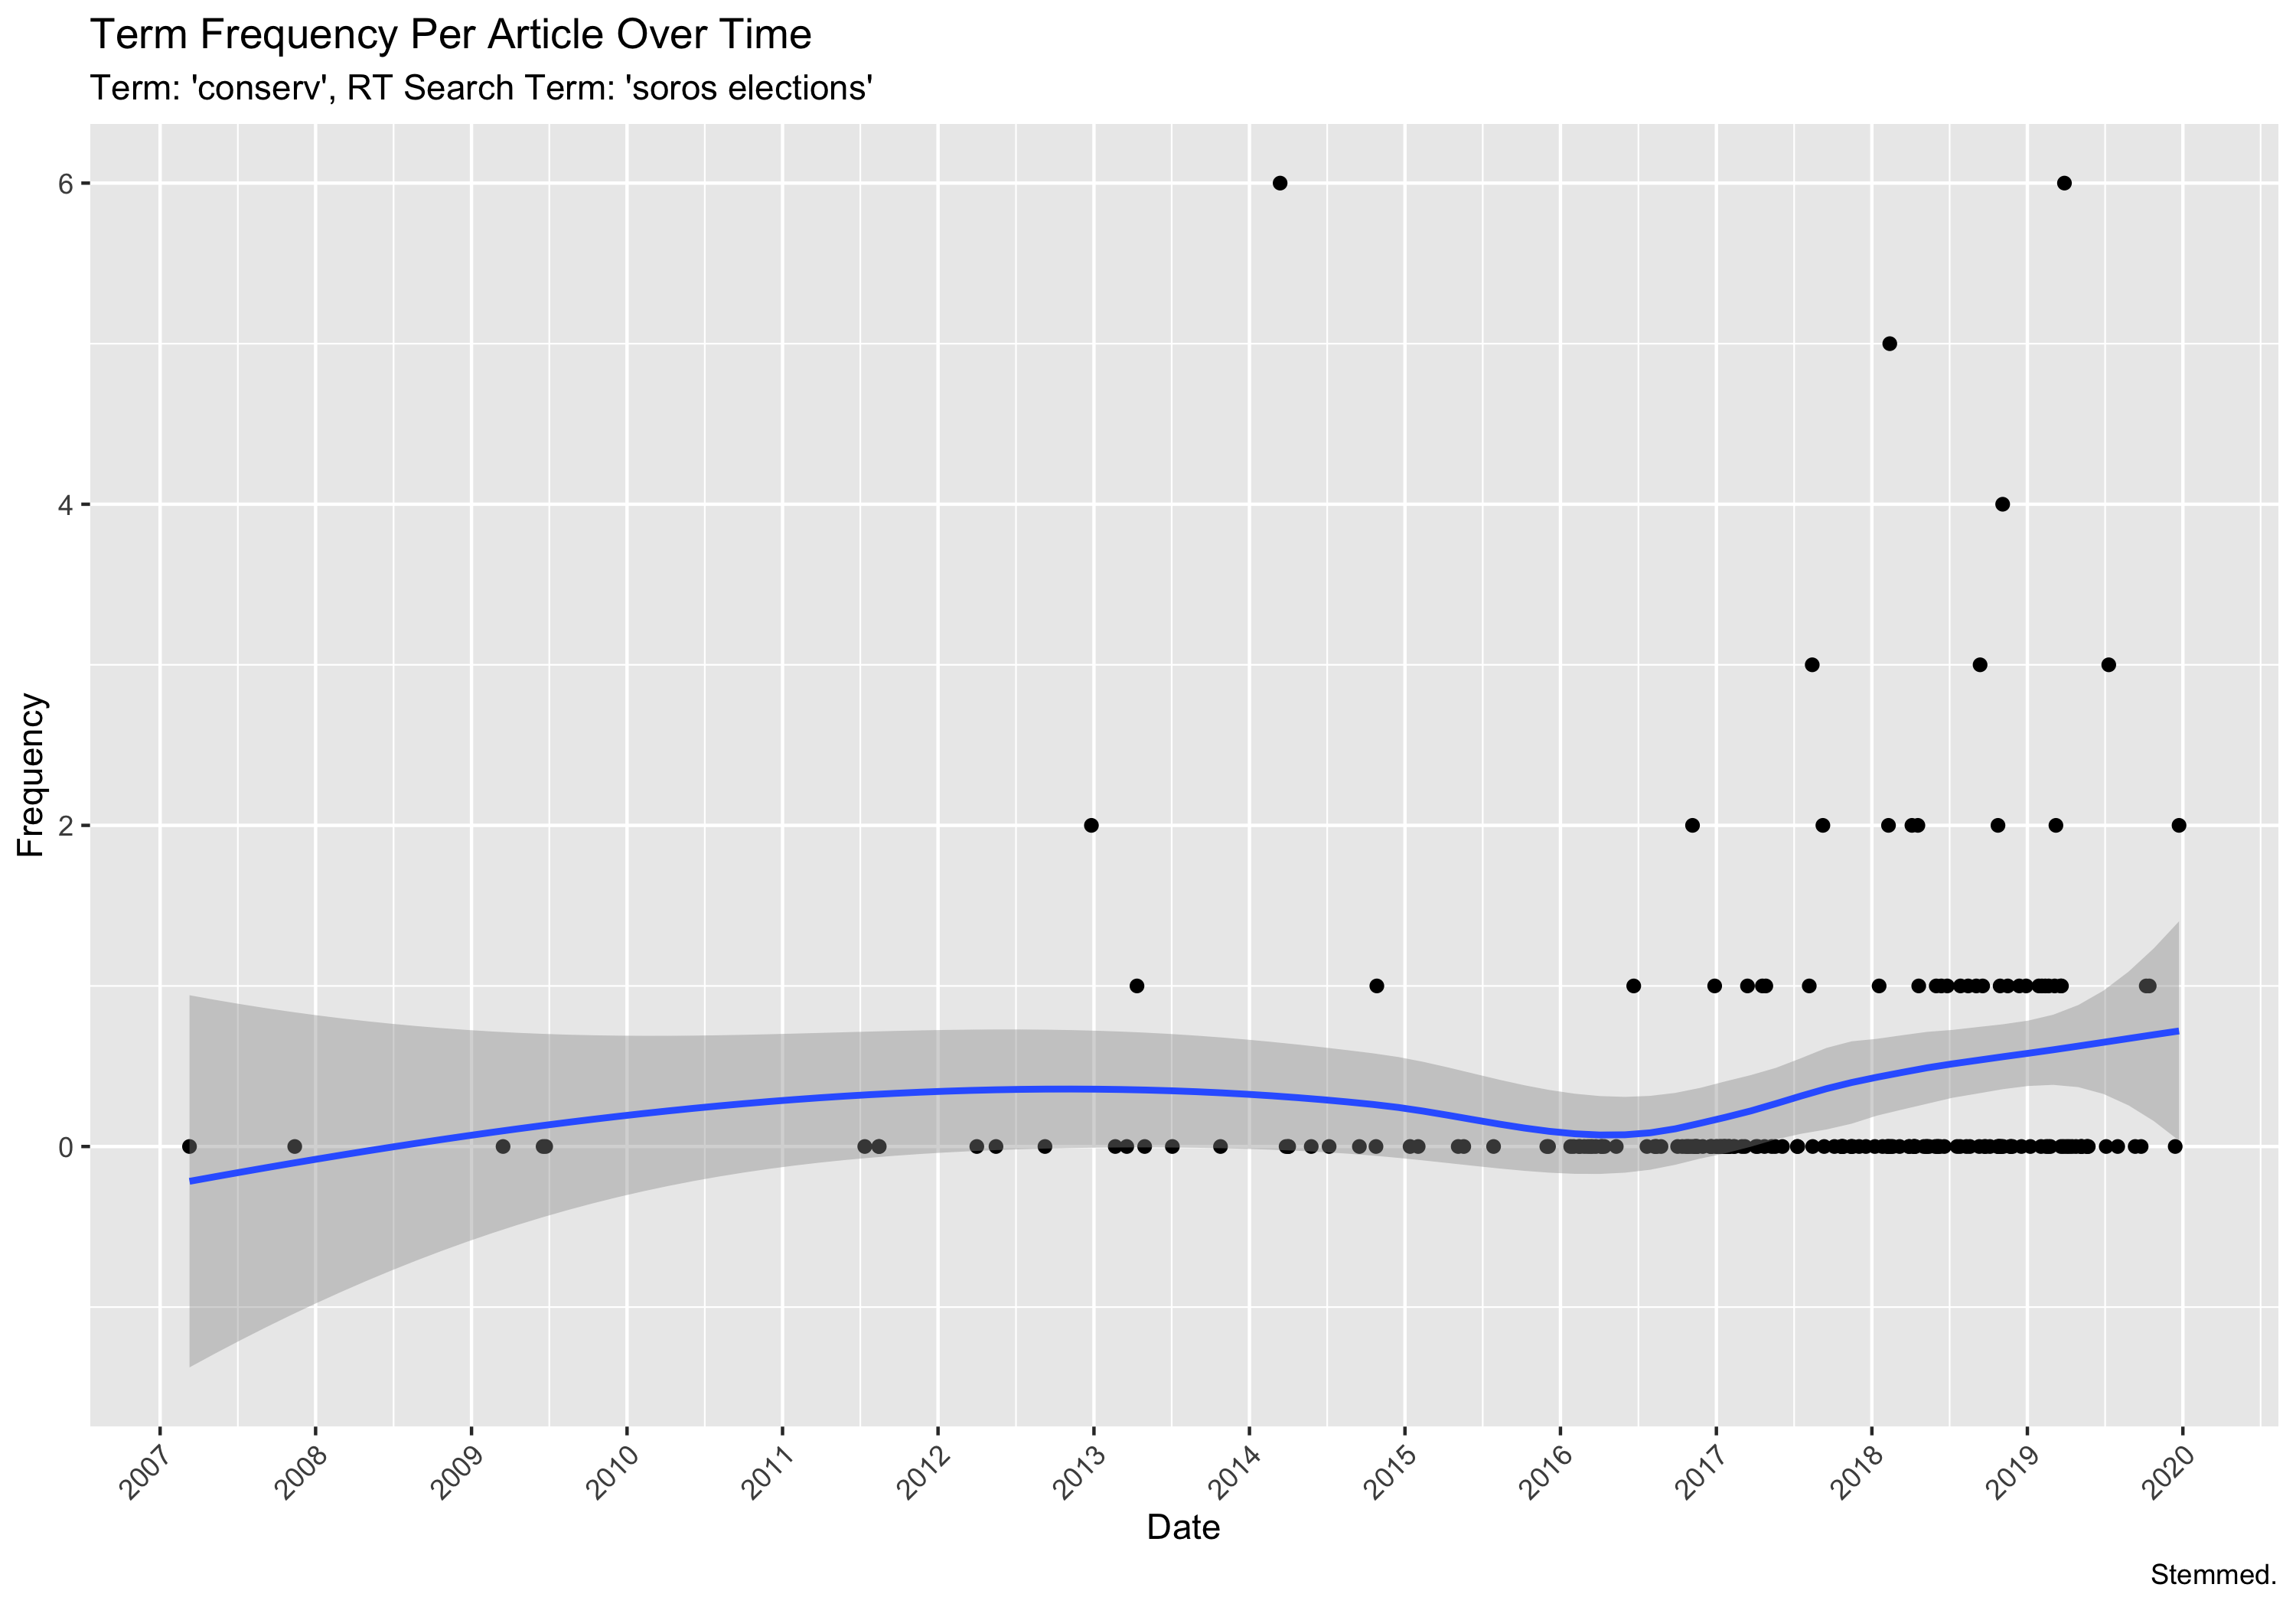 Term Frequency Per Article Over Time
Term: 'conserv', RT Search Term: 'soros elections'
Frequency
6
4
2
0
2007 2008 2009 2010 2011 2012 2013 2014 2015 2016 2017 2018 2019 2020
Date
Stemmed.